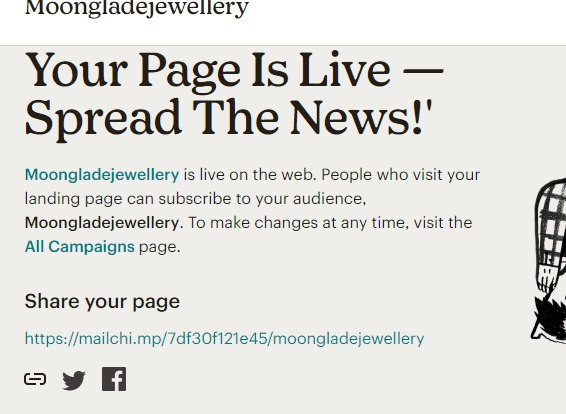 Moongladejewellery
Your Page Is Live —
Spread The News!'
Moongladejewellery is live on the web. People who visit your
landing page can subscribe to your audience,
Moongladejewellery. To make changes at any time, visit the
All Campaigns page.
Share your page
https://mailchi.mp/7df30f121e45/moongladejewellery